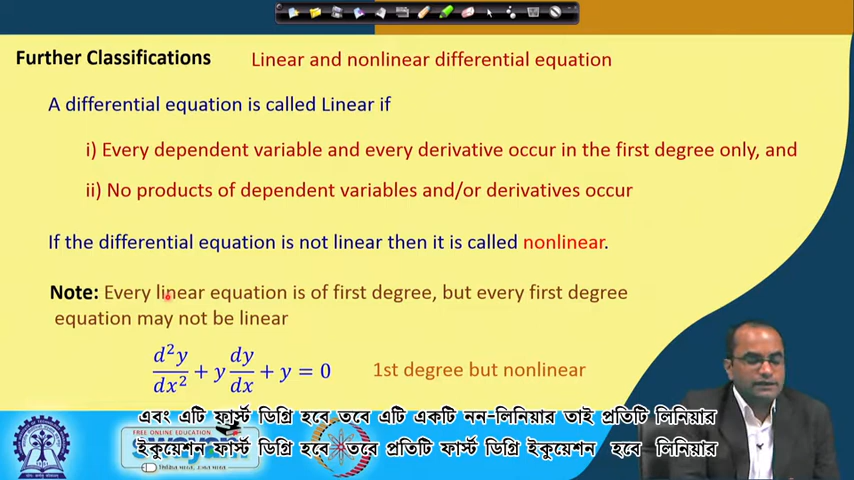 Further Classifications Linear and nonlinear differential equation
A differential equation is called Linear if
i) Every dependent variable and every derivative occur in the first degree only, and
ii) No products of dependent variables and/or derivatives occur
If the differential equation is not linear then it is called nonlinear.
Note: Every linear equation is of first degree, but every first degree
equation may not be linear
d²y/dx² + y dy/dx + y = 0 1st degree but nonlinear
এবং এটি ফার্স্ট ডিগ্রি হবে তবে এটি একটি নন-লিনিয়ার তাই প্রতিটি লিনিয়ার
ইকুয়েশন ফার্স্ট ডিগ্রি হবে তবে প্রতিটি ফার্স্ট ডিগ্রি ইকুয়েশন হবে লিনিয়ার
FREE ONLINE EDUCATION
swayam